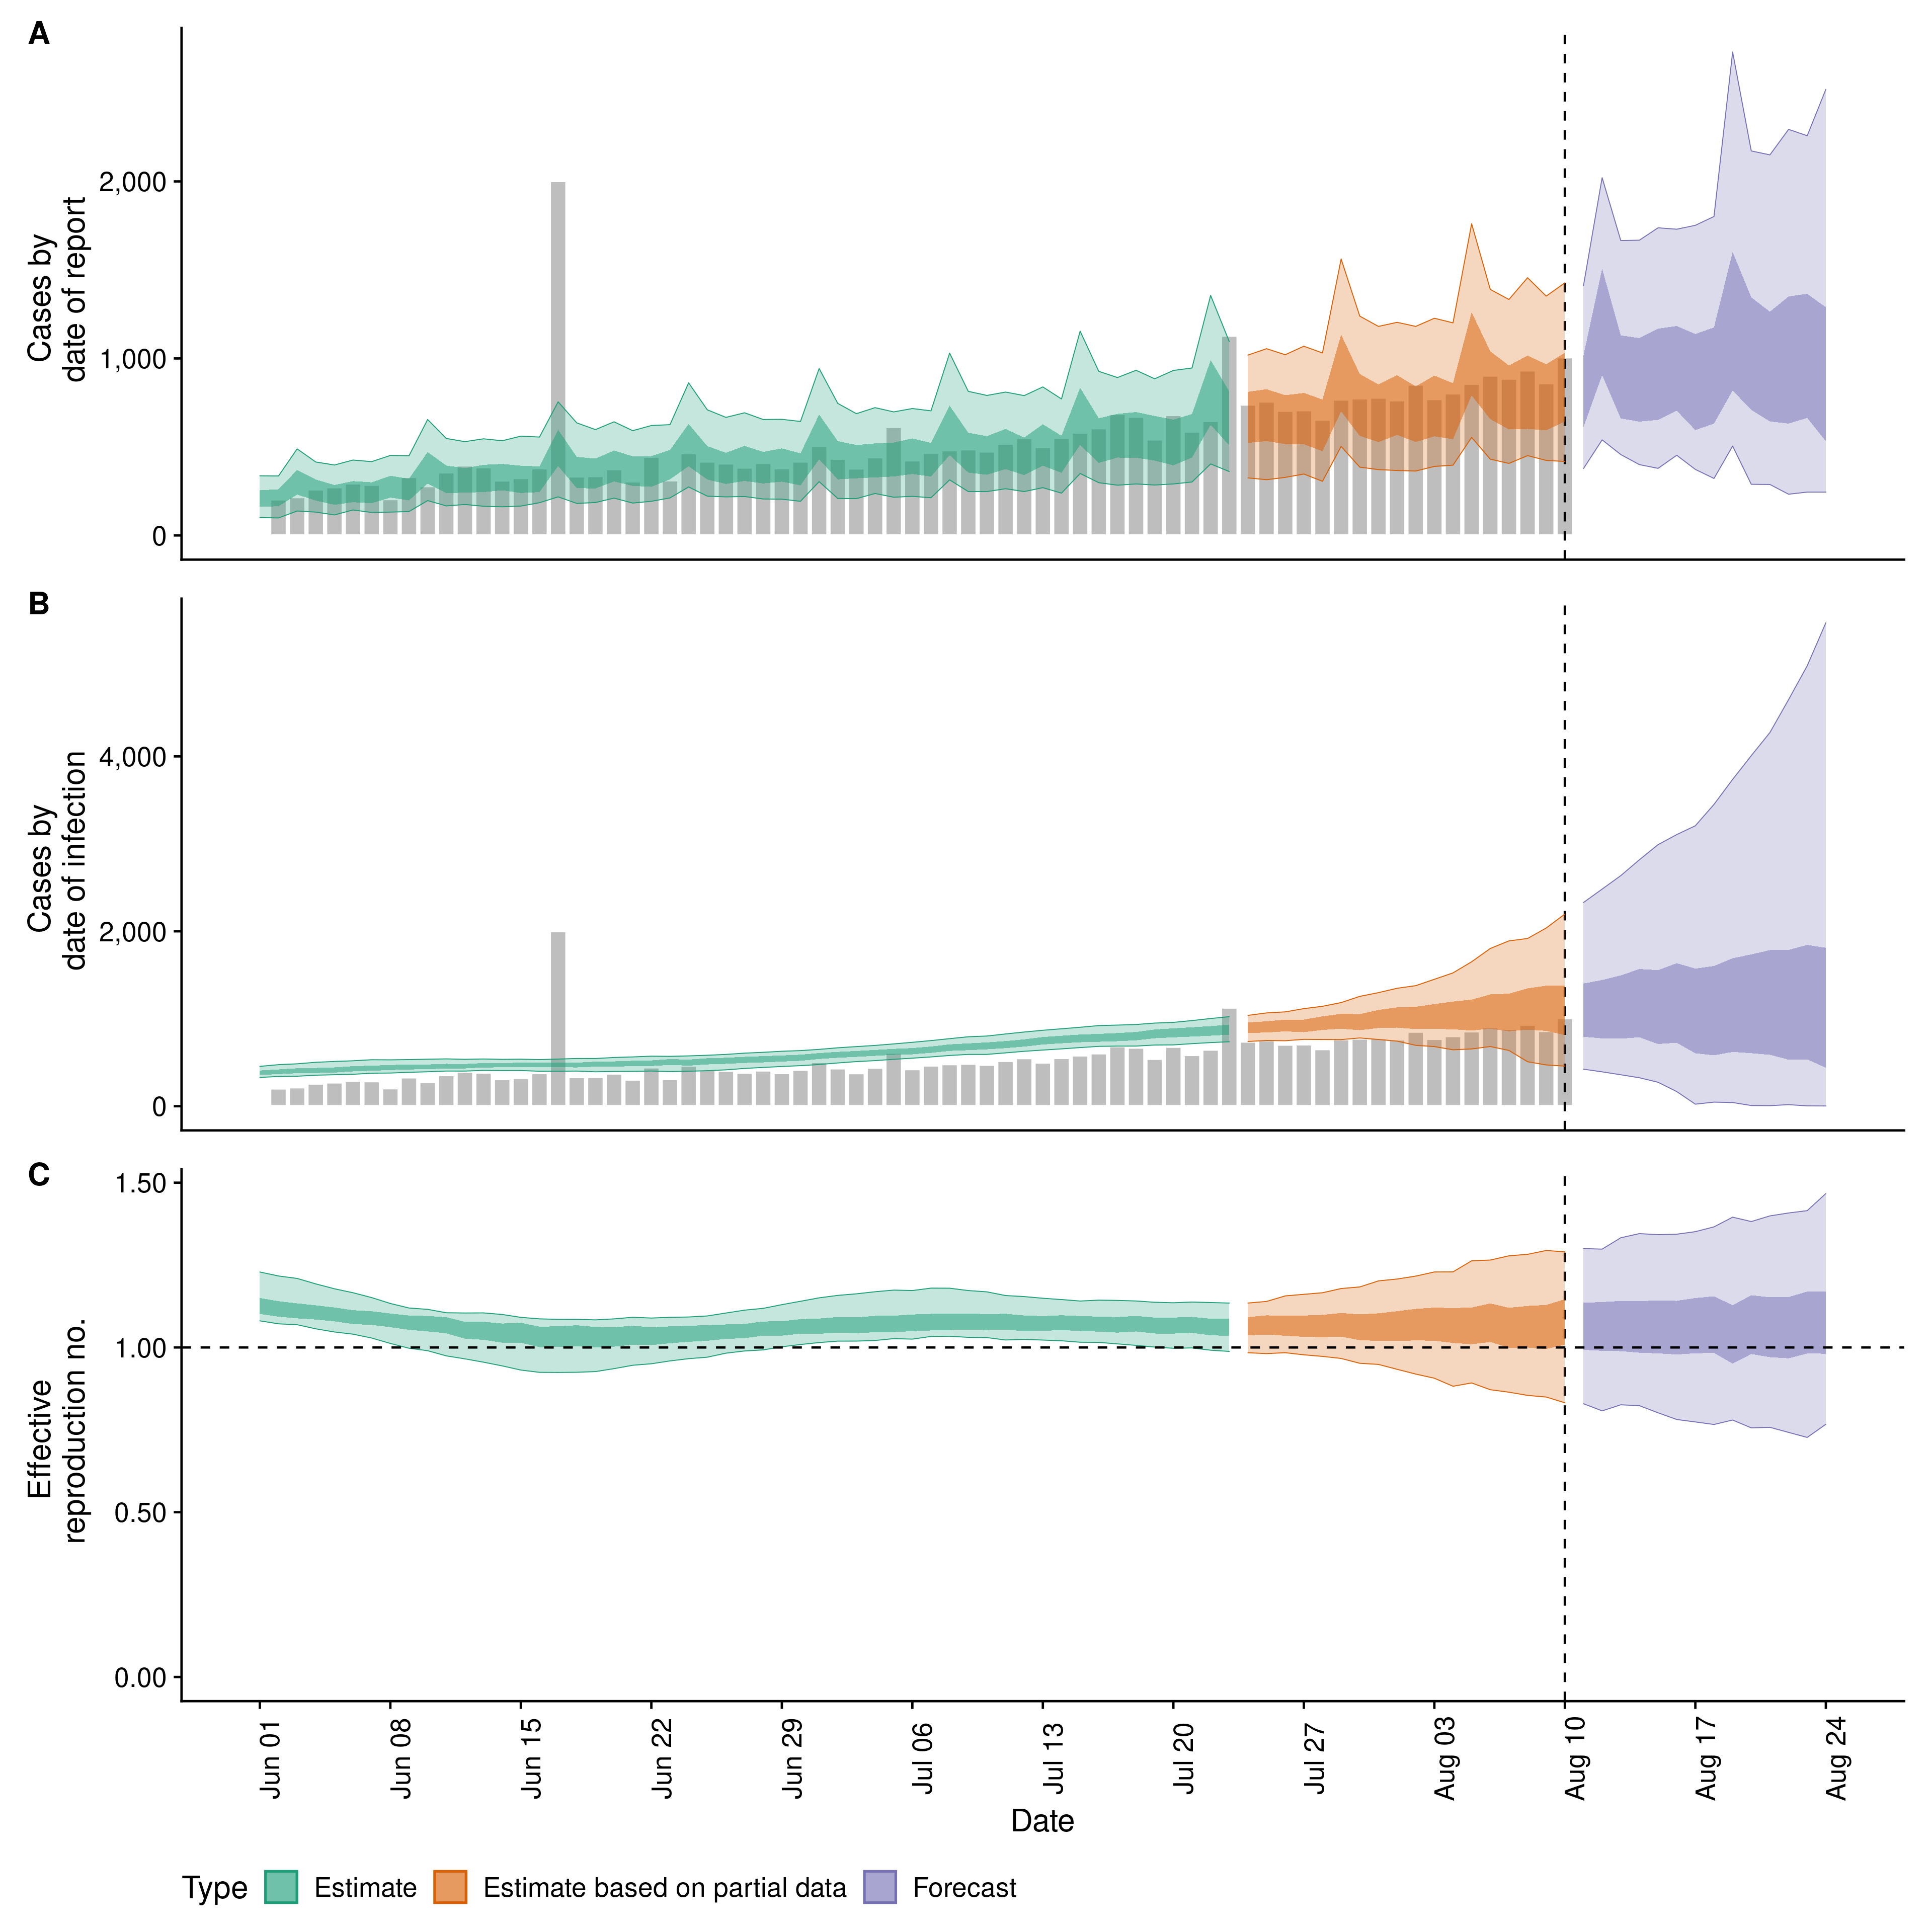 A
Cases by
date of report
2,000
1,000
0
B
Cases by
date of infection
4,000
2,000
0
C
Effective
reproduction no.
1.50
1.00
0.50
0.00
Jun 01
Jun 08
Jun 15
Jun 22
Jun 29
Jul 06
Jul 13
Jul 20
Jul 27
Aug 03
Aug 10
Aug 17
Aug 24
Date
Type Estimate Estimate based on partial data Forecast